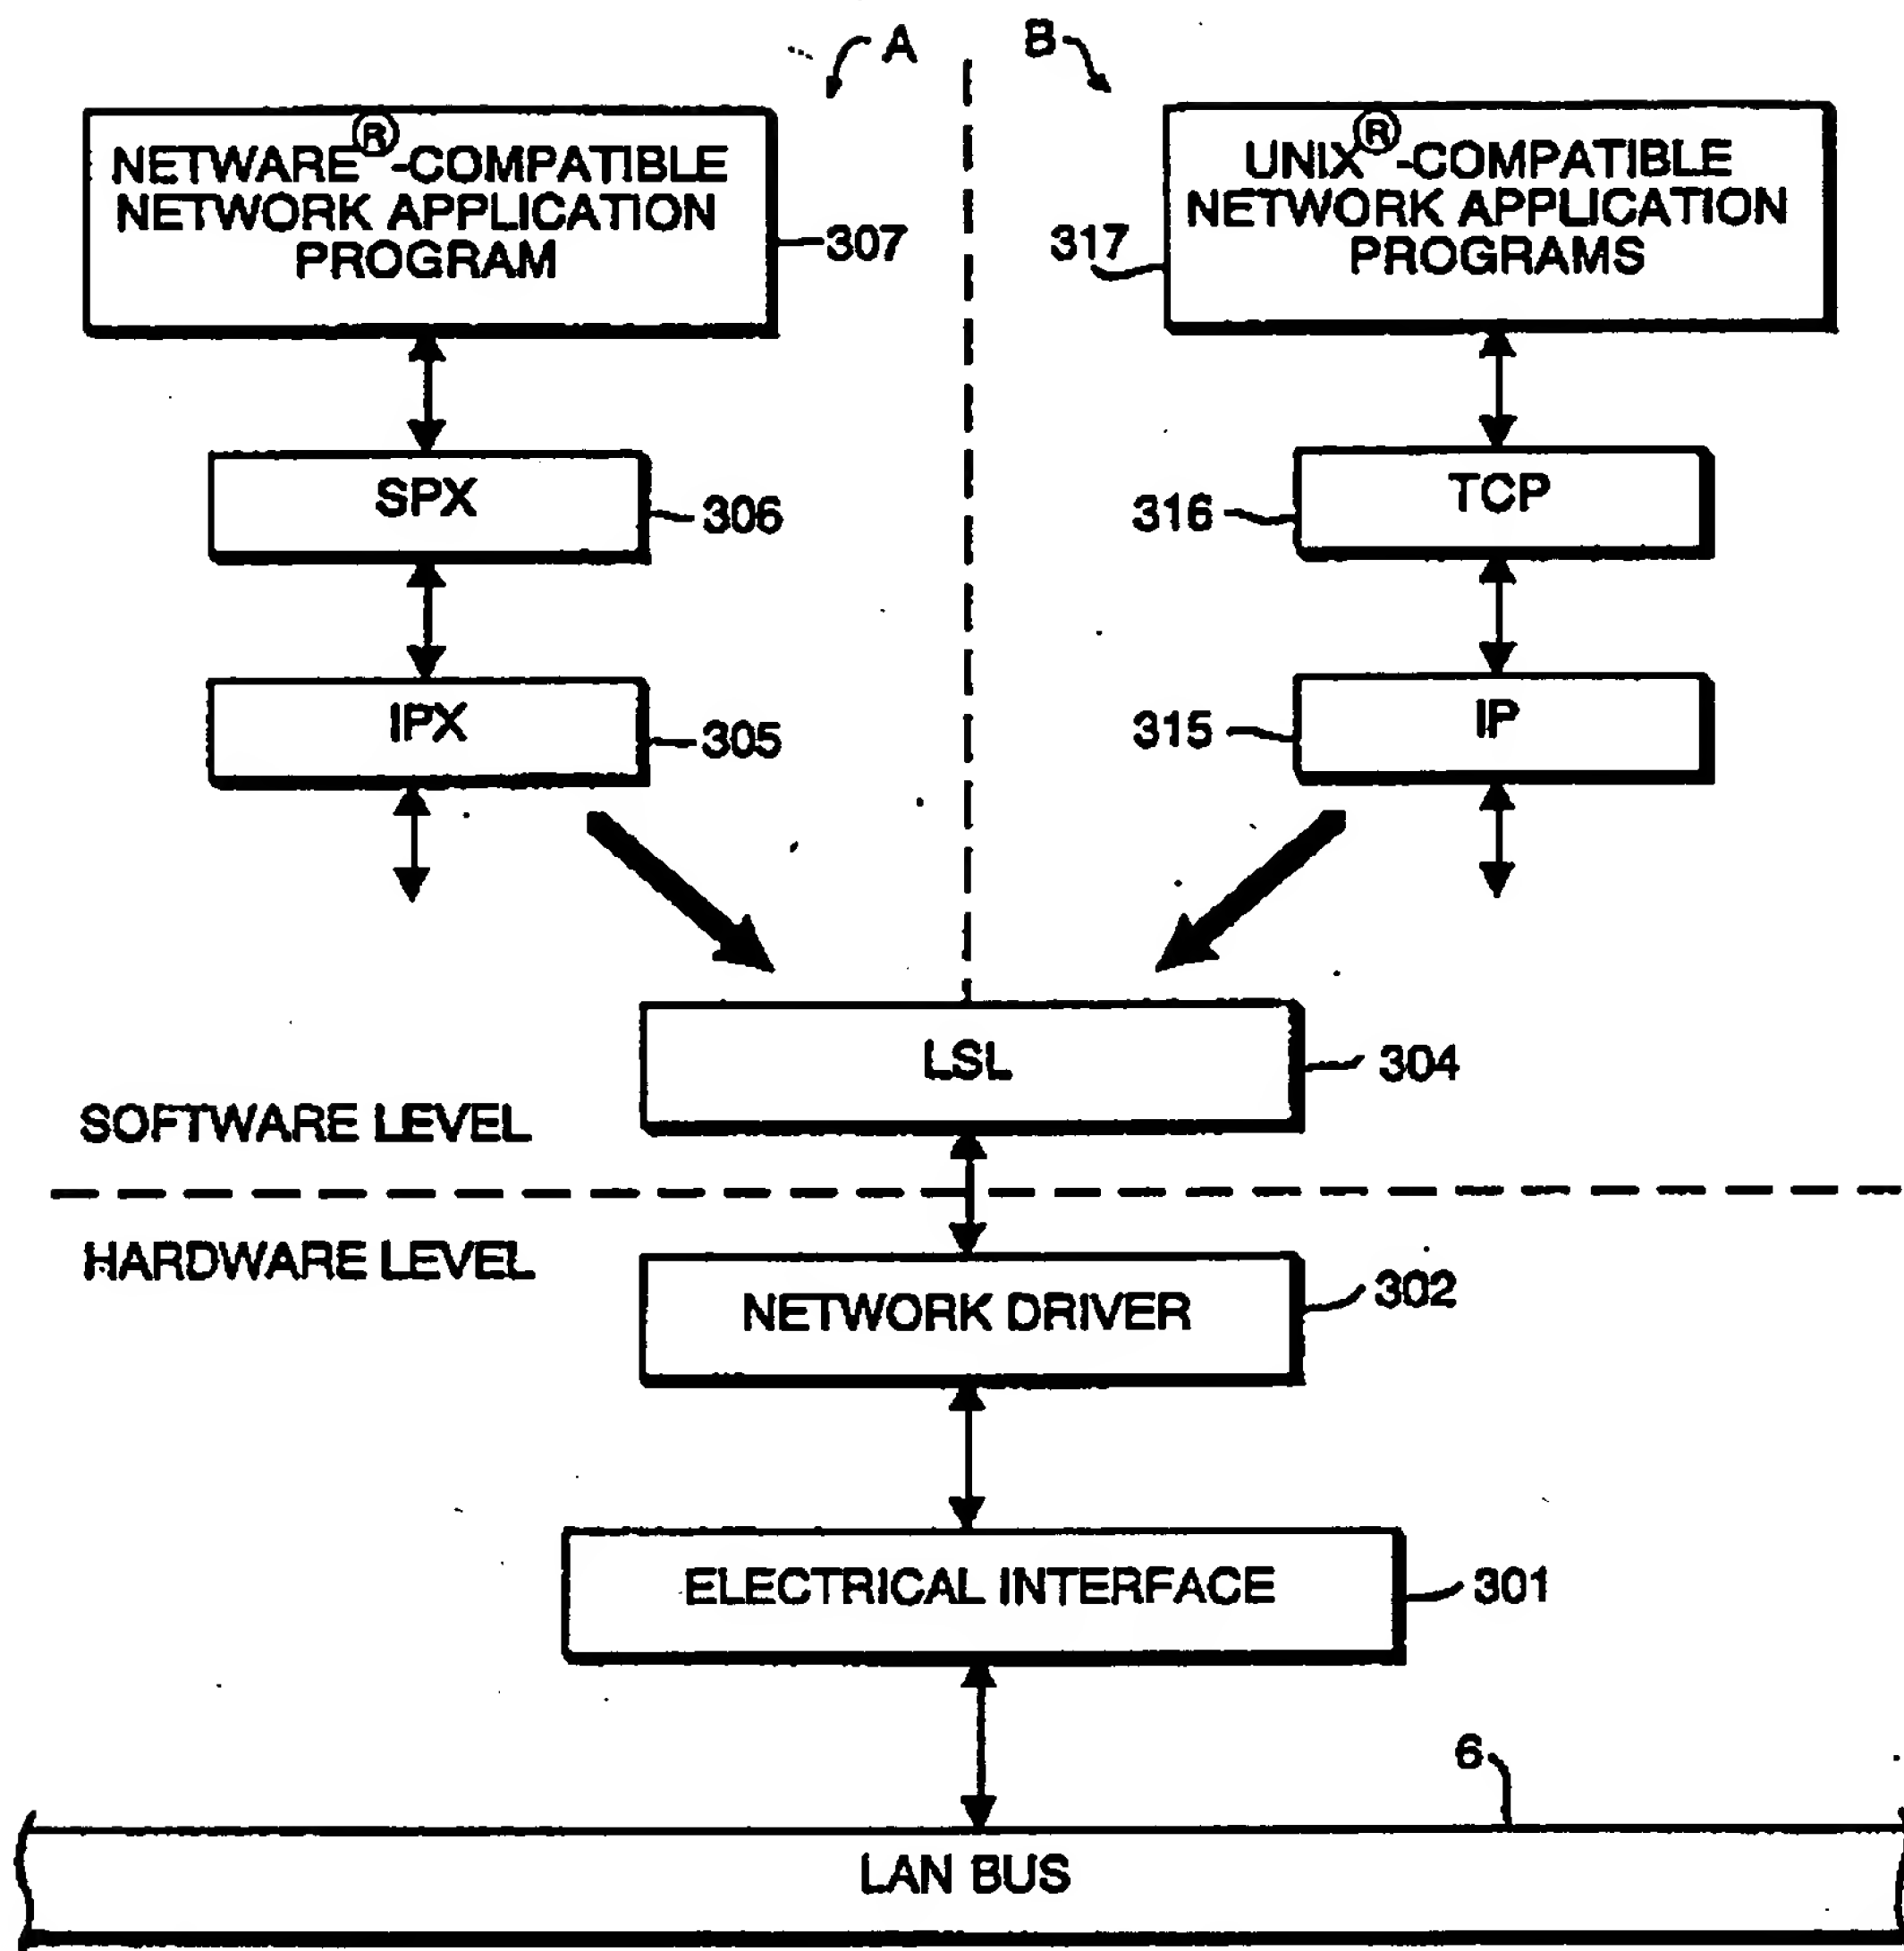 A
B
NETWARE®-COMPATIBLE
NETWORK APPLICATION
PROGRAM
307
317
UNIX®-COMPATIBLE
NETWORK APPLICATION
PROGRAMS
SPX
306
316
TCP
IPX
305
315
IP
LSL
304
SOFTWARE LEVEL
HARDWARE LEVEL
NETWORK DRIVER
302
ELECTRICAL INTERFACE
301
6
LAN BUS